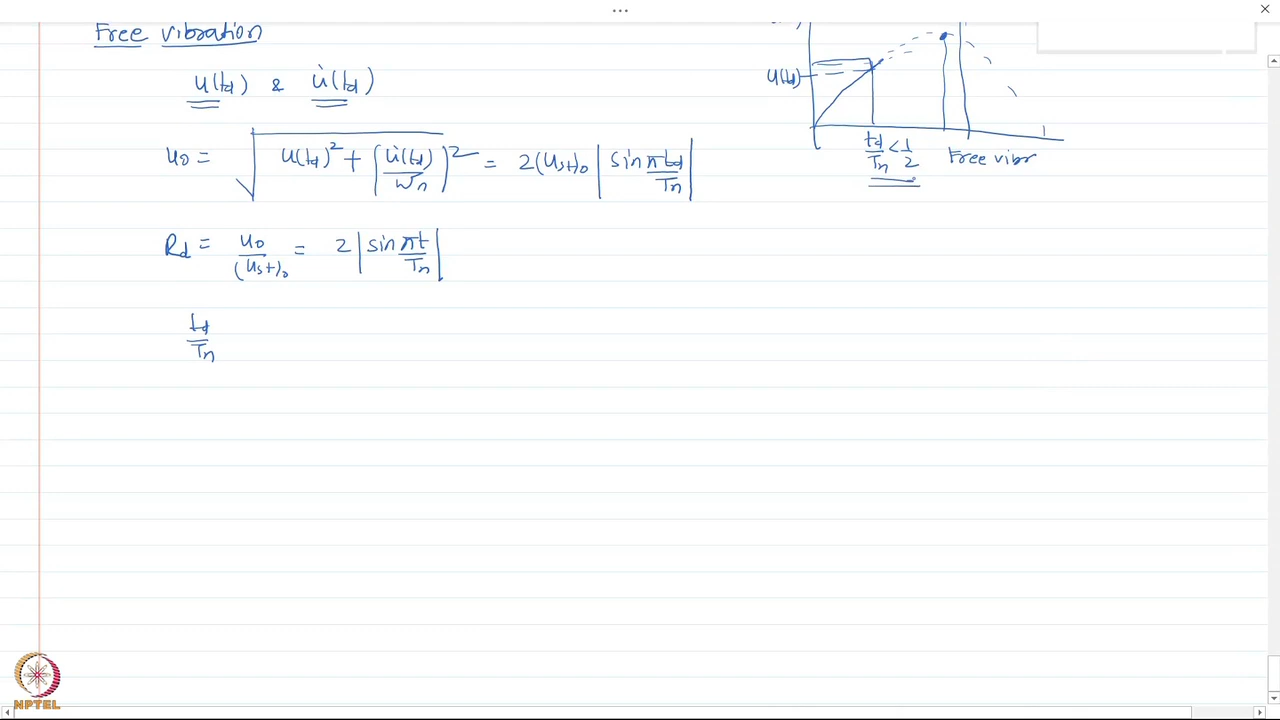 Free vibration
u(td) & u̇(td)
u(td)
td/Tn < 1/2 Free vibr
u0 = √(u(td)² + [u̇(td)/ωn]²) = 2(ust)0 |sin πtd/Tn|
Rd = u0/(ust)0 = 2 |sin πt/Tn|
td/Tn
NPTEL